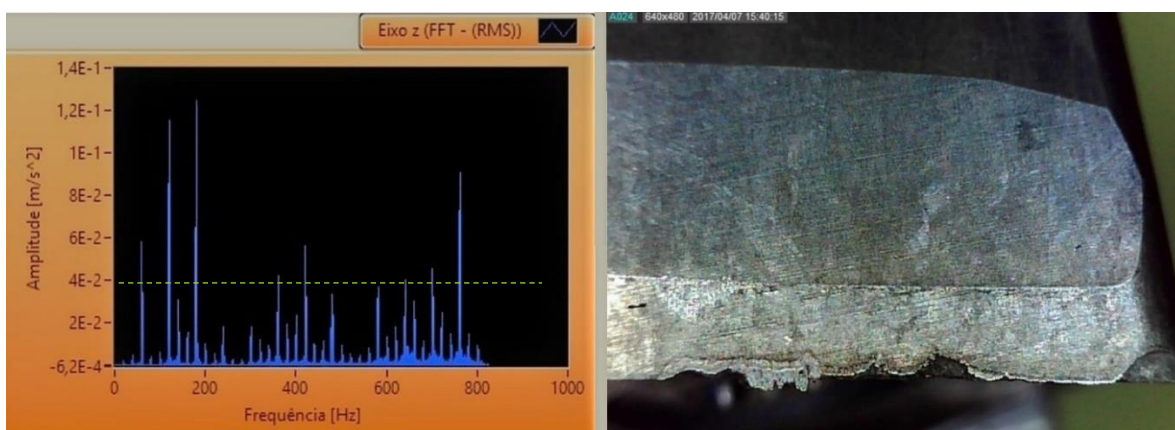 Eixo z (FFT - (RMS))
1,4E-1
1,2E-1
1E-1
8E-2
6E-2
4E-2
2E-2
-6,2E-4
Amplitude [m/s^2]
0 200 400 600 800 1000
Frequência [Hz]
A024 640x480 2017/04/07 15:40:15